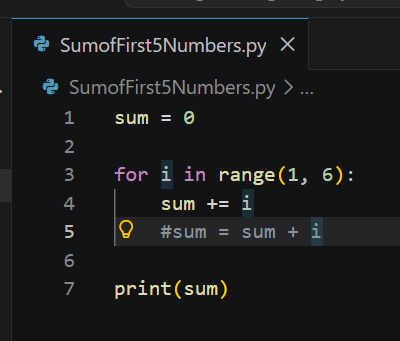 SumofFirst5Numbers.py
SumofFirst5Numbers.py > ...
1 sum = 0
2
3 for i in range(1, 6):
4     sum += i
5     #sum = sum + i
6
7 print(sum)